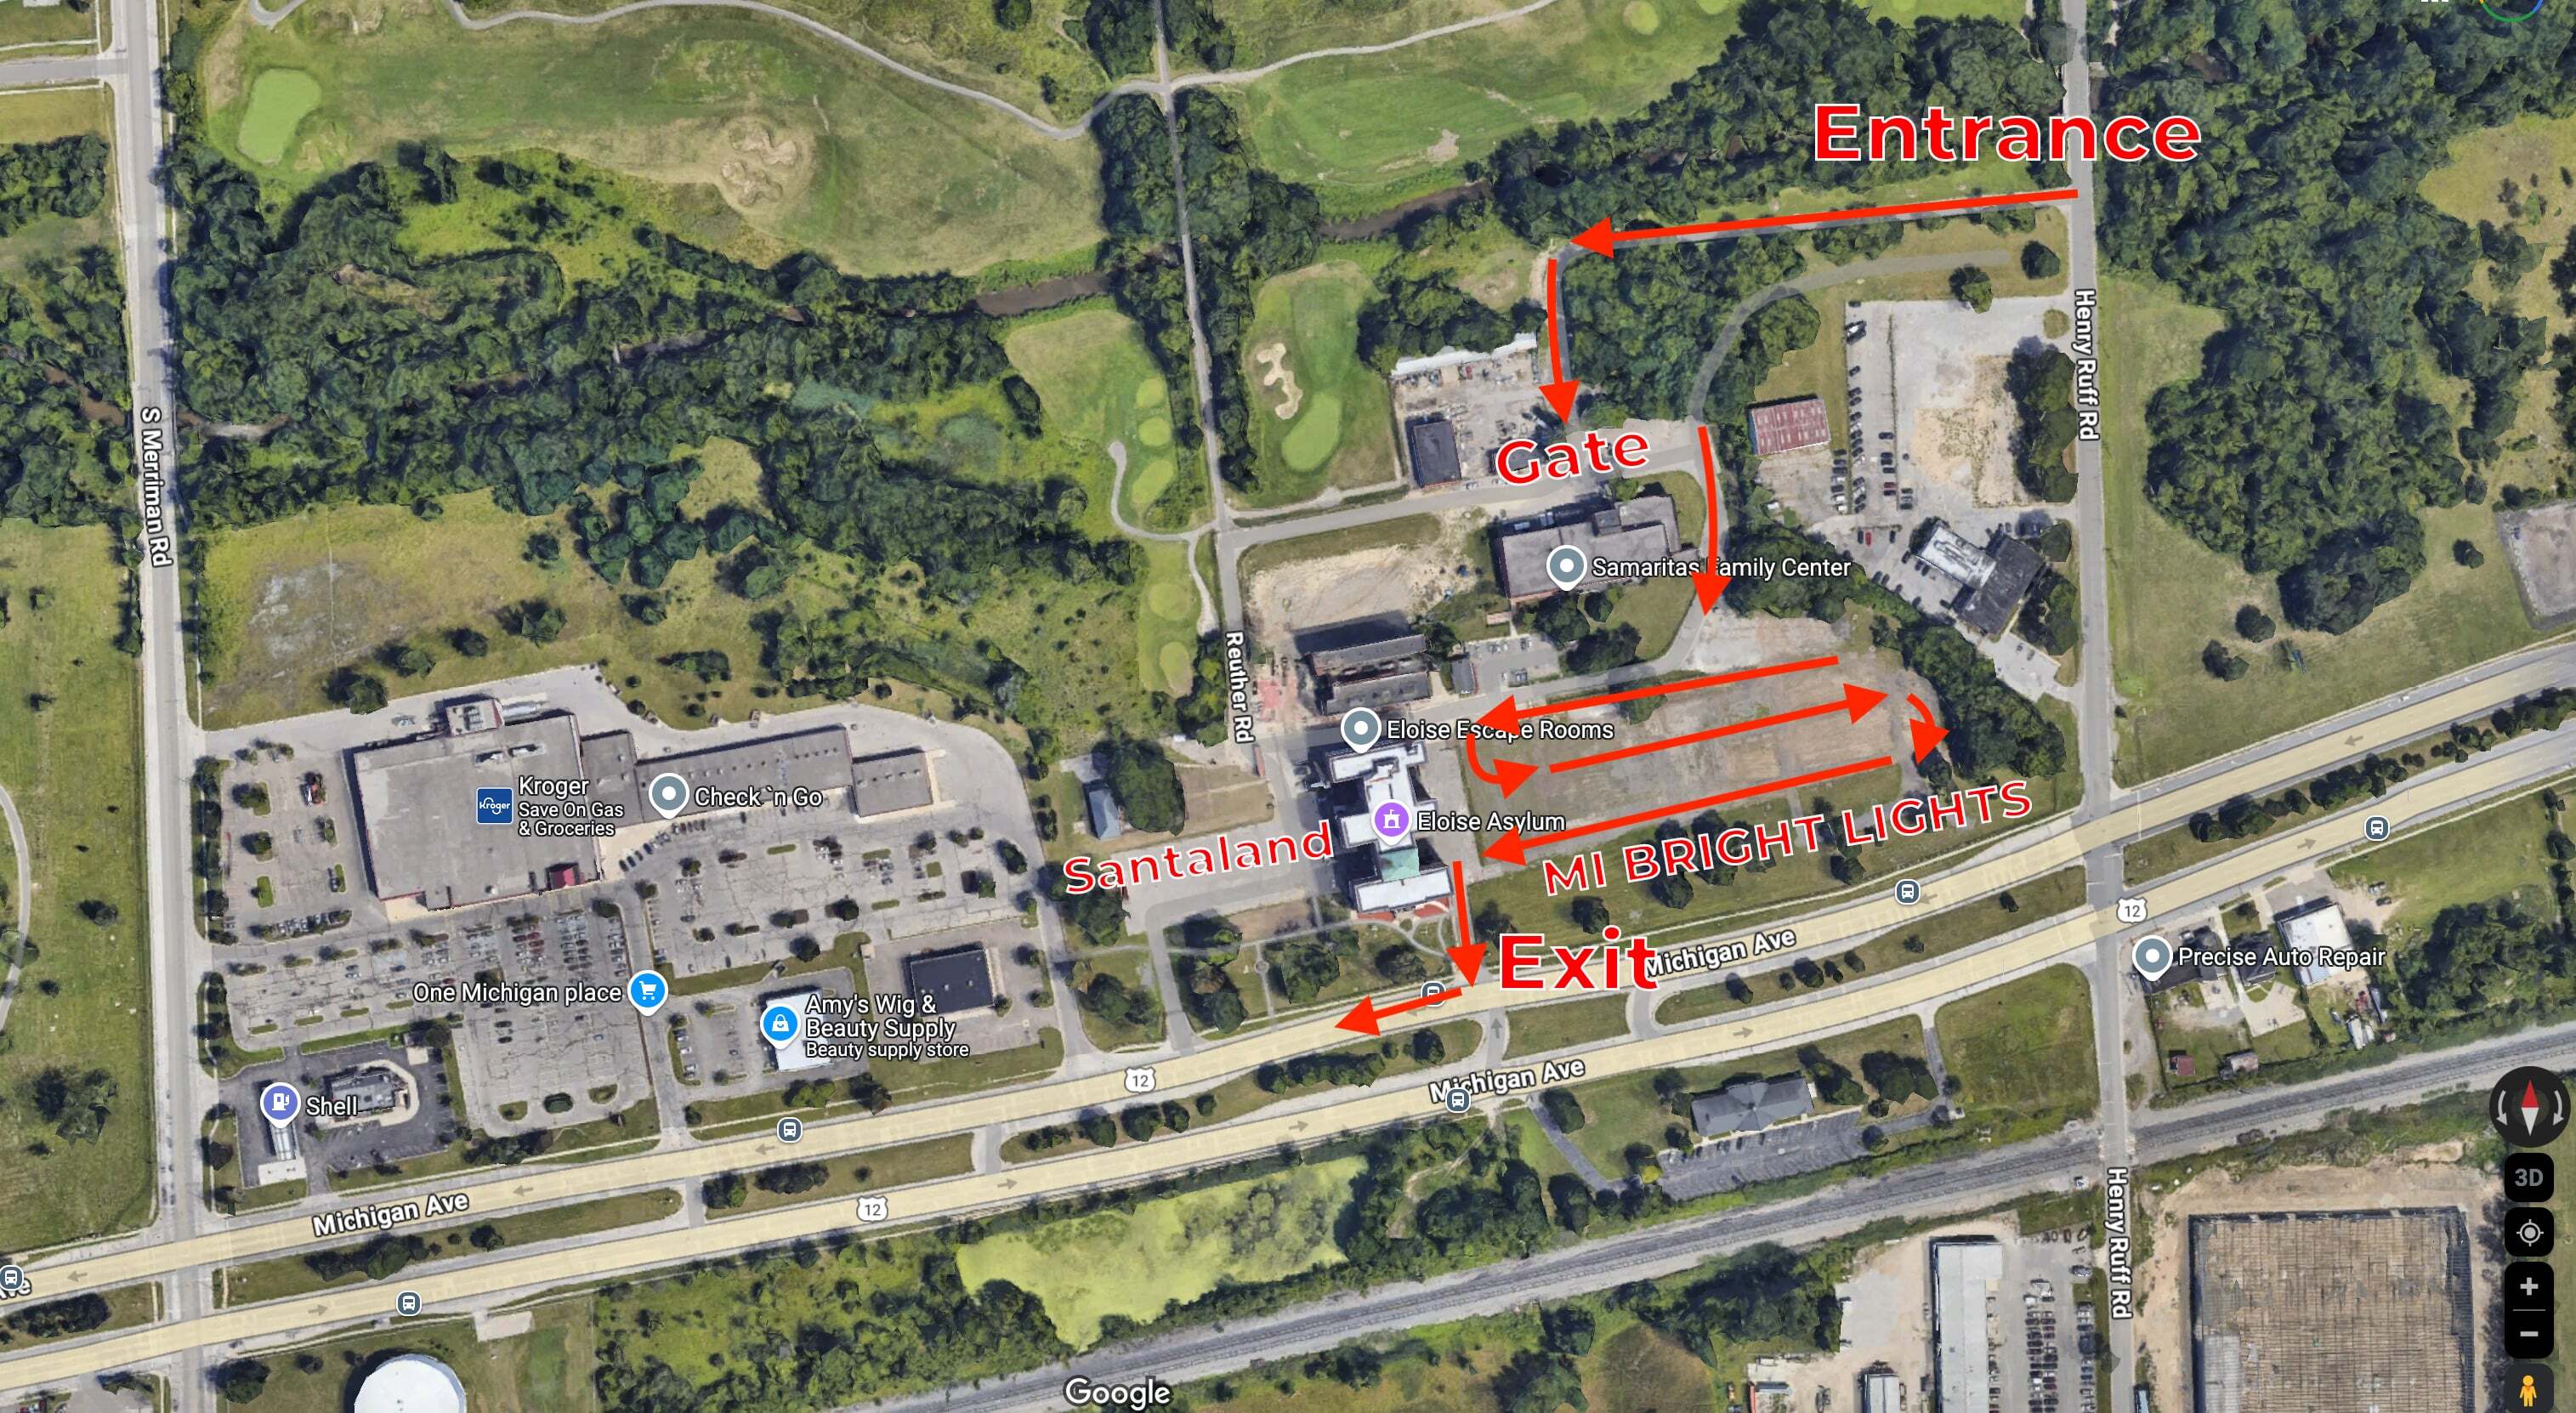 Entrance
Henry Ruff Rd
S Merriman Rd
Gate
Samaritas Family Center
Reuther Rd
Eloise Escape Rooms
Kroger
Save On Gas
& Groceries
Kroger
Check `n Go
Eloise Asylum
MI BRIGHT LIGHTS
Santaland
12
Exit
Michigan Ave
Precise Auto Repair
One Michigan place
Amy's Wig &
Beauty Supply
Beauty supply store
12
Michigan Ave
Shell
3D
Michigan Ave
12
Henry Ruff Rd
Google